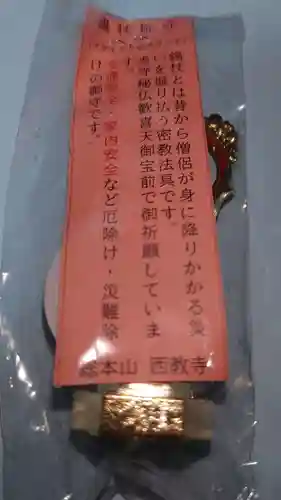 錫杖とは昔から僧侶が身に降りかかる災
いを振り払う密教法具です。
当寺秘仏歓喜天御宝前で御祈願していま
す。
交通安全・家内安全など厄除け・災難除
けの御守です。
総本山 西教寺